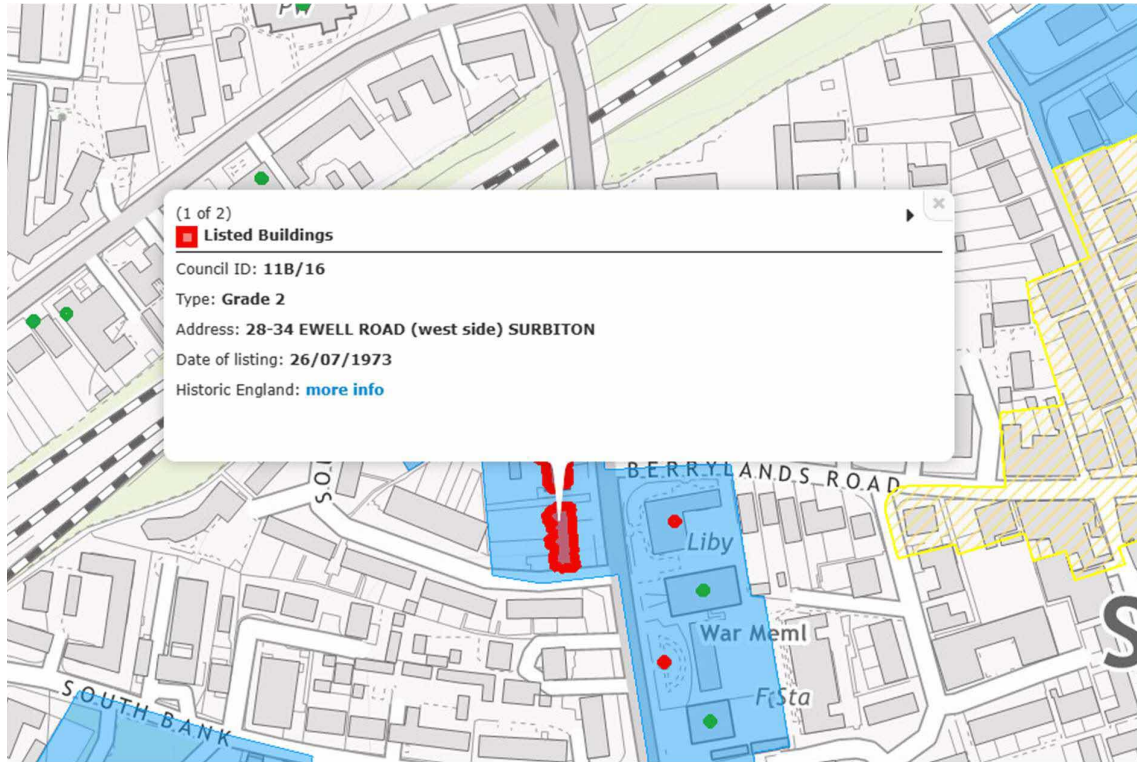 (1 of 2)
Listed Buildings
Council ID: 11B/16
Type: Grade 2
Address: 28-34 EWELL ROAD (west side) SURBITON
Date of listing: 26/07/1973
Historic England: more info
BERRYLANDS ROAD
Liby
War Meml
F Sta
SOUTH BANK
S